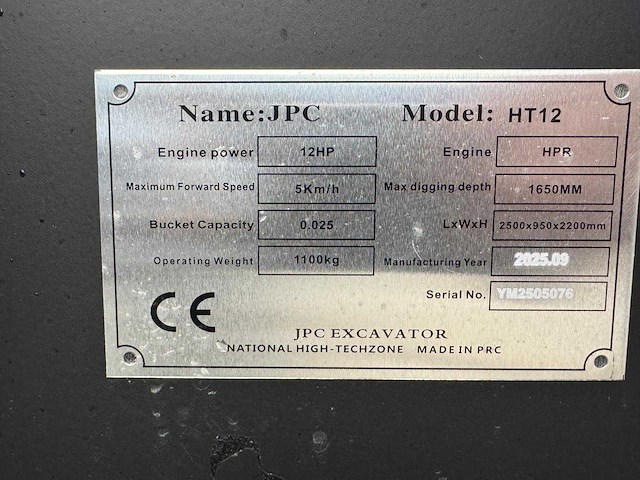 Name:JPC Model: HT12
Engine power 12HP Engine HPR
Maximum Forward Speed 5Km/h Max digging depth 1650MM
Bucket Capacity 0.025 LxWxH 2500x950x2200mm
Operating Weight 1100kg Manufacturing Year 2025.09
Serial No. YM2505076
CE
JPC EXCAVATOR
NATIONAL HIGH-TECHZONE MADE IN PRC